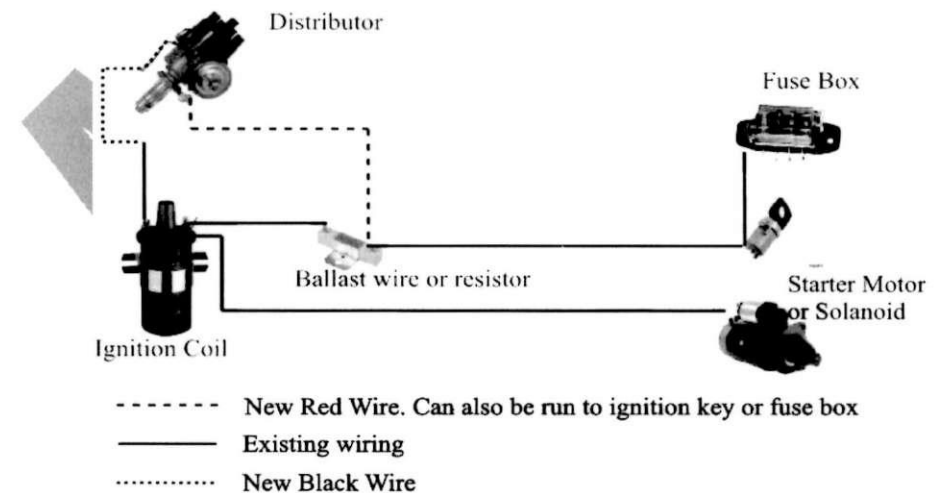 Distributor
Fuse Box
Ballast wire or resistor
Starter Motor
or Solanoid
Ignition Coil
New Red Wire. Can also be run to ignition key or fuse box
Existing wiring
New Black Wire